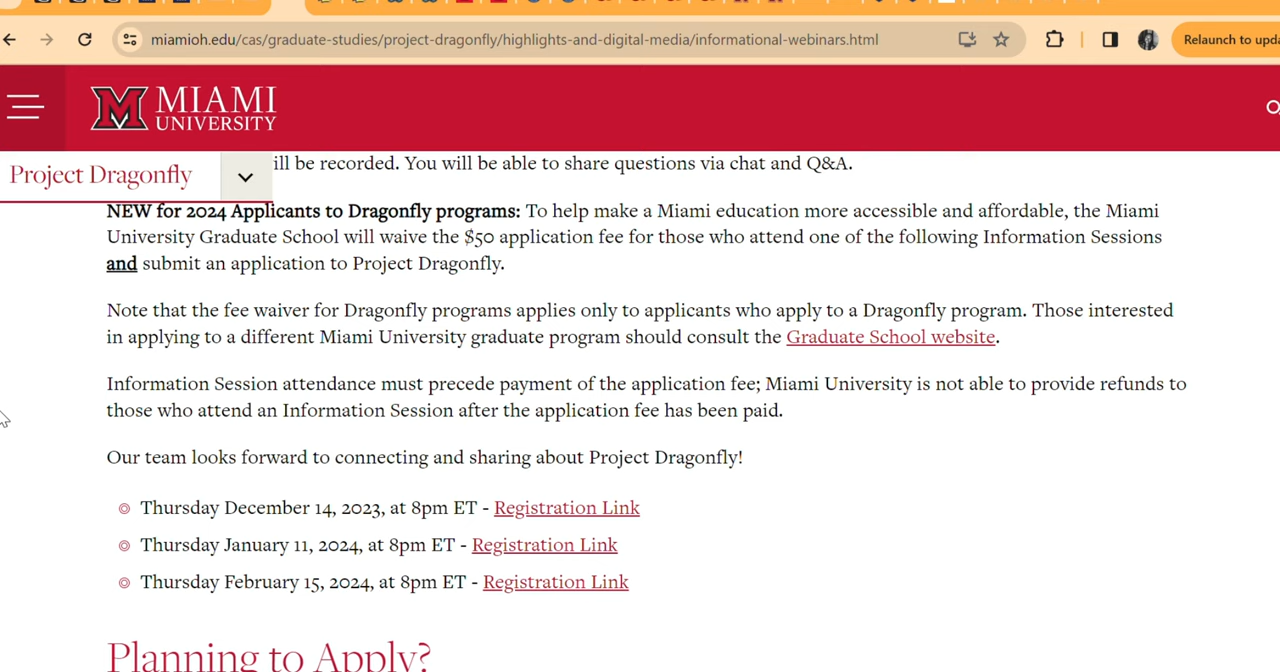 miamioh.edu/cas/graduate-studies/project-dragonfly/highlights-and-digital-media/informational-webinars.html
Relaunch to upda
MIAMI
UNIVERSITY
Project Dragonfly
ill be recorded. You will be able to share questions via chat and Q&A.
NEW for 2024 Applicants to Dragonfly programs: To help make a Miami education more accessible and affordable, the Miami
University Graduate School will waive the $50 application fee for those who attend one of the following Information Sessions
and submit an application to Project Dragonfly.
Note that the fee waiver for Dragonfly programs applies only to applicants who apply to a Dragonfly program. Those interested
in applying to a different Miami University graduate program should consult the Graduate School website.
Information Session attendance must precede payment of the application fee; Miami University is not able to provide refunds to
those who attend an Information Session after the application fee has been paid.
Our team looks forward to connecting and sharing about Project Dragonfly!
Thursday December 14, 2023, at 8pm ET - Registration Link
Thursday January 11, 2024, at 8pm ET - Registration Link
Thursday February 15, 2024, at 8pm ET - Registration Link
Planning to Apply?